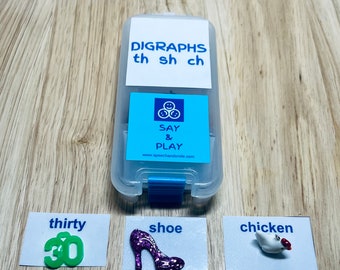 DIGRAPHS
th sh ch
SAY
&
PLAY
thirty
shoe
chicken
30